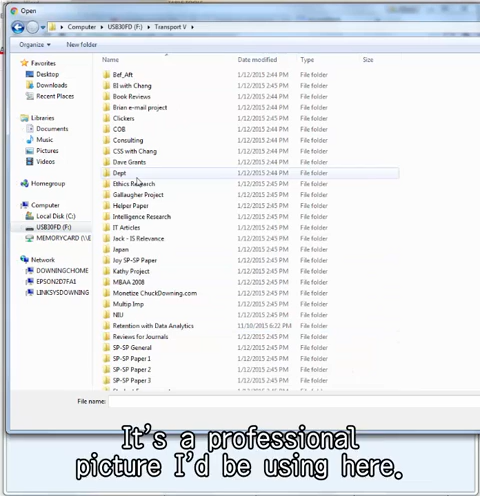 Open
Computer ▸ USB30FD (F:) ▸ Transport V ▸
Organize ▾ New folder
Name Date modified Type Size
Favorites
Desktop
Downloads
Recent Places
Libraries
Documents
Music
Pictures
Videos
Homegroup
Computer
Local Disk (C:)
USB30FD (F:)
MEMORYCARD (\\E
Network
DOWNINGCHOME
EPSON2D7FA1
LINKSYSDOWNING
Bef_Aft 1/12/2015 2:44 PM File folder
BI with Chang 1/12/2015 2:44 PM File folder
Book Reviews 1/12/2015 2:44 PM File folder
Brian e-mail project 1/12/2015 2:44 PM File folder
Clickers 1/12/2015 2:44 PM File folder
COB 1/12/2015 2:44 PM File folder
Consulting 1/12/2015 2:44 PM File folder
CSS with Chang 1/12/2015 2:44 PM File folder
Dave Grants 1/12/2015 2:44 PM File folder
Dept 1/12/2015 2:44 PM File folder
Ethics Research 1/12/2015 2:45 PM File folder
Gallaugher Project 1/12/2015 2:45 PM File folder
Helper Paper 1/12/2015 2:45 PM File folder
Intelligence Research 1/12/2015 2:45 PM File folder
IT Articles 1/12/2015 2:45 PM File folder
Jack - IS Relevance 1/12/2015 2:45 PM File folder
Japan 1/12/2015 2:45 PM File folder
Joy SP-SP Paper 1/12/2015 2:45 PM File folder
Kathy Project 1/12/2015 2:45 PM File folder
MBAA 2008 1/12/2015 2:45 PM File folder
Monetize ChuckDowning.com 1/12/2015 2:45 PM File folder
Multip Imp 1/12/2015 2:45 PM File folder
NIU 1/12/2015 2:45 PM File folder
Retention with Data Analytics 11/10/2015 6:22 PM File folder
Reviews for Journals 1/12/2015 2:45 PM File folder
SP-SP General 1/12/2015 2:45 PM File folder
SP-SP Paper 1 1/12/2015 2:45 PM File folder
SP-SP Paper 2 1/12/2015 2:45 PM File folder
SP-SP Paper 3 1/12/2015 2:45 PM File folder
File name:
It's a professional
picture I'd be using here.